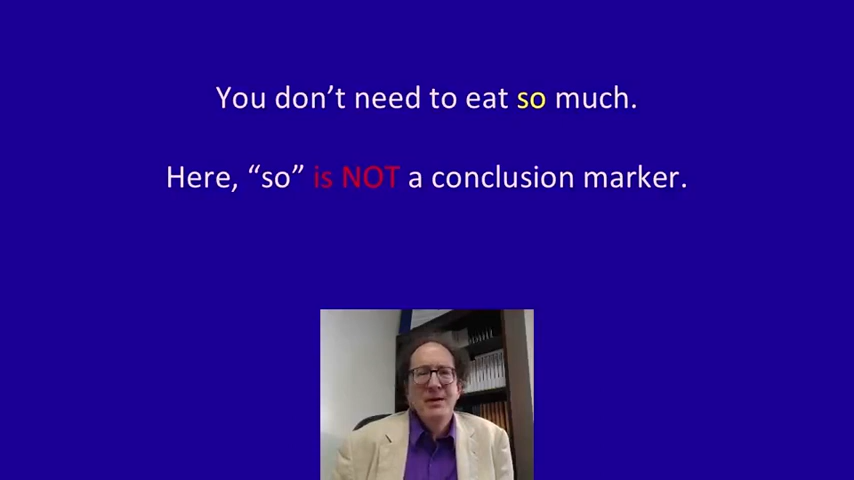 You don’t need to eat so much.
Here, “so” is NOT a conclusion marker.